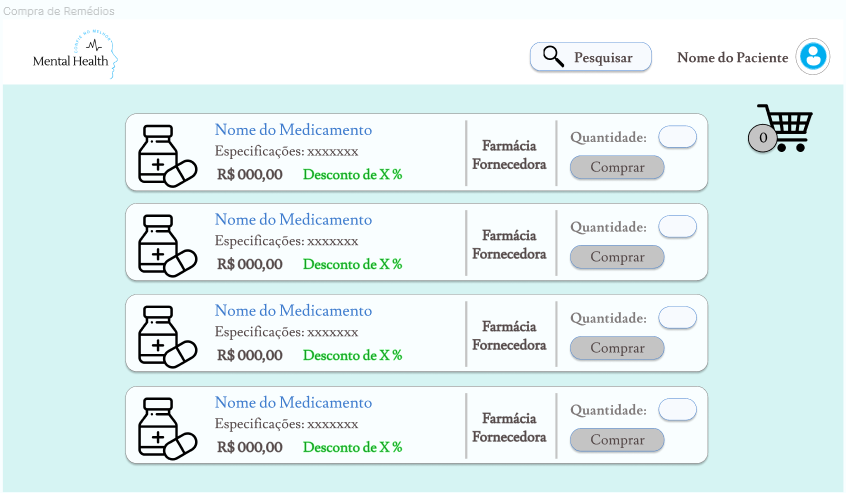 Compra de Remédios
Mental Health
Pesquisar
Nome do Paciente
0
Nome do Medicamento
Especificações: xxxxxxx
R$ 000,00 Desconto de X %
Farmácia
Fornecedora
Quantidade:
Comprar
Nome do Medicamento
Especificações: xxxxxxx
R$ 000,00 Desconto de X %
Farmácia
Fornecedora
Quantidade:
Comprar
Nome do Medicamento
Especificações: xxxxxxx
R$ 000,00 Desconto de X %
Farmácia
Fornecedora
Quantidade:
Comprar
Nome do Medicamento
Especificações: xxxxxxx
R$ 000,00 Desconto de X %
Farmácia
Fornecedora
Quantidade:
Comprar